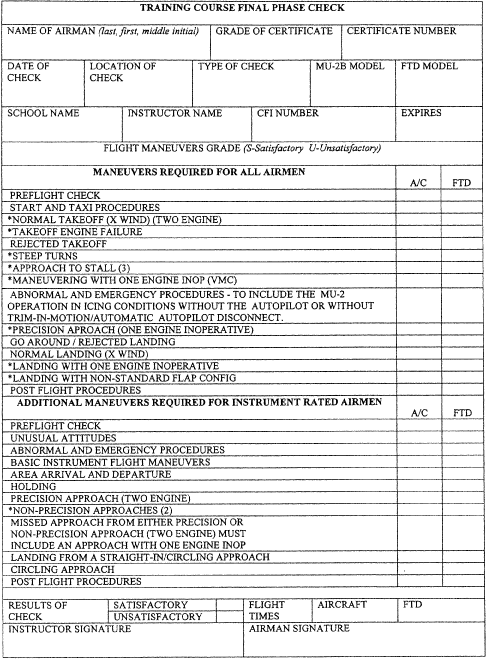 TRAINING COURSE FINAL PHASE CHECK
NAME OF AIRMAN (last, first, middle initial) GRADE OF CERTIFICATE CERTIFICATE NUMBER
DATE OF CHECK LOCATION OF CHECK TYPE OF CHECK MU-2B MODEL FTD MODEL
SCHOOL NAME INSTRUCTOR NAME CFI NUMBER EXPIRES
FLIGHT MANEUVERS GRADE (S-Satisfactory U-Unsatisfactory)
MANEUVERS REQUIRED FOR ALL AIRMEN A/C FTD
PREFLIGHT CHECK
START AND TAXI PROCEDURES
*NORMAL TAKEOFF (X WIND) (TWO ENGINE)
*TAKEOFF ENGINE FAILURE
REJECTED TAKEOFF
*STEEP TURNS
*APPROACH TO STALL (3)
*MANEUVERING WITH ONE ENGINE INOP (VMC)
ABNORMAL AND EMERGENCY PROCEDURES - TO INCLUDE THE MU-2
OPERATION IN ICING CONDITIONS WITHOUT THE AUTOPILOT OR WITHOUT
TRIM-IN-MOTION/AUTOMATIC AUTOPILOT DISCONNECT.
*PRECISION APROACH (ONE ENGINE INOPERATIVE)
GO AROUND / REJECTED LANDING
NORMAL LANDING (X WIND)
*LANDING WITH ONE ENGINE INOPERATIVE
*LANDING WITH NON-STANDARD FLAP CONFIG
POST FLIGHT PROCEDURES
ADDITIONAL MANEUVERS REQUIRED FOR INSTRUMENT RATED AIRMEN A/C FTD
PREFLIGHT CHECK
UNUSUAL ATTITUDES
ABNORMAL AND EMERGENCY PROCEDURES
BASIC INSTRUMENT FLIGHT MANEUVERS
AREA ARRIVAL AND DEPARTURE
HOLDING
PRECISION APPROACH (TWO ENGINE)
*NON-PRECISION APPROACHES (2)
MISSED APPROACH FROM EITHER PRECISION OR
NON-PRECISION APPROACH (TWO ENGINE) MUST
INCLUDE AN APPROACH WITH ONE ENGINE INOP
LANDING FROM A STRAIGHT-IN/CIRCLING APPROACH
CIRCLING APPROACH
POST FLIGHT PROCEDURES
RESULTS OF CHECK SATISFACTORY UNSATISFACTORY FLIGHT TIMES AIRCRAFT FTD
INSTRUCTOR SIGNATURE AIRMAN SIGNATURE